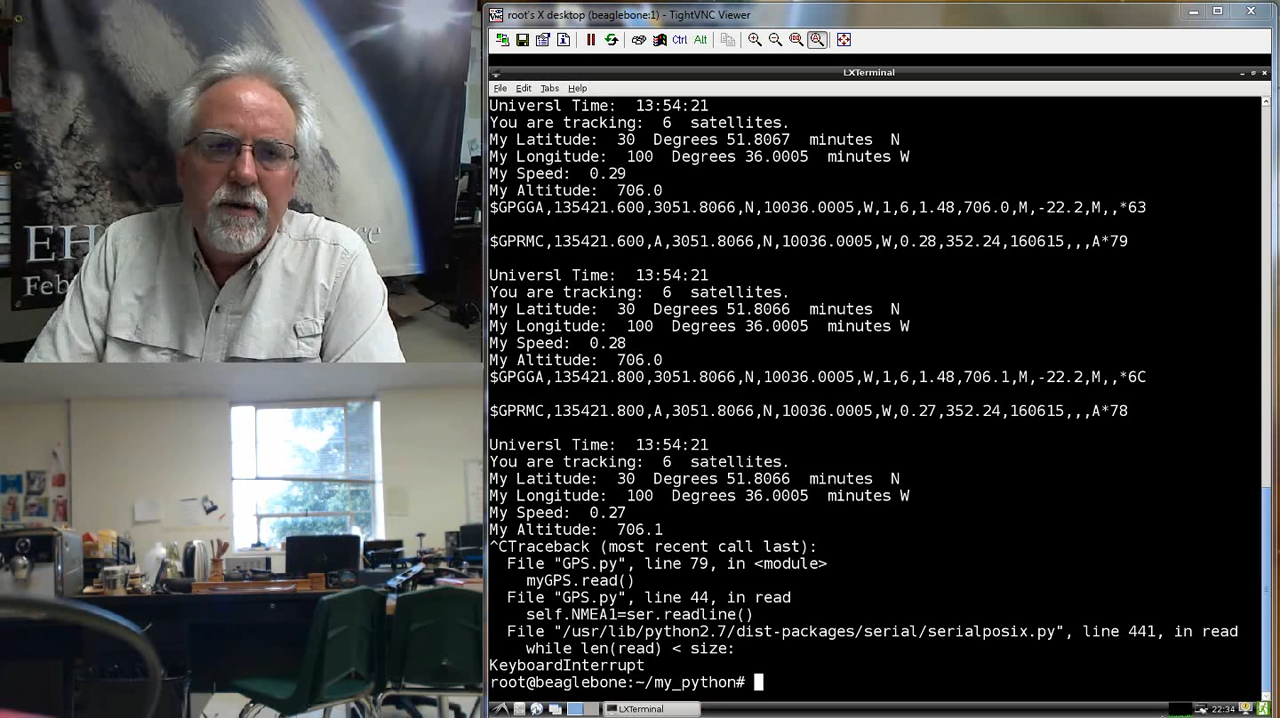 root's X desktop (beaglebone:1) - TightVNC Viewer
Ctrl Alt
LXTerminal
File Edit Tabs Help
Universl Time:  13:54:21
You are tracking:  6  satellites.
My Latitude:  30  Degrees 51.8067  minutes  N
My Longitude:  100  Degrees 36.0005  minutes W
My Speed:  0.29
My Altitude:  706.0
$GPGGA,135421.600,3051.8066,N,10036.0005,W,1,6,1.48,706.0,M,-22.2,M,,*63
$GPRMC,135421.600,A,3051.8066,N,10036.0005,W,0.28,352.24,160615,,,A*79
Universl Time:  13:54:21
You are tracking:  6  satellites.
My Latitude:  30  Degrees 51.8066  minutes  N
My Longitude:  100  Degrees 36.0005  minutes W
My Speed:  0.28
My Altitude:  706.0
$GPGGA,135421.800,3051.8066,N,10036.0005,W,1,6,1.48,706.1,M,-22.2,M,,*6C
$GPRMC,135421.800,A,3051.8066,N,10036.0005,W,0.27,352.24,160615,,,A*78
Universl Time:  13:54:21
You are tracking:  6  satellites.
My Latitude:  30  Degrees 51.8066  minutes  N
My Longitude:  100  Degrees 36.0005  minutes W
My Speed:  0.27
My Altitude:  706.1
^CTraceback (most recent call last):
  File "GPS.py", line 79, in <module>
    myGPS.read()
  File "GPS.py", line 44, in read
    self.NMEA1=ser.readline()
  File "/usr/lib/python2.7/dist-packages/serial/serialposix.py", line 441, in read
    while len(read) < size:
KeyboardInterrupt
root@beaglebone:~/my_python#
LXTerminal
22:34
EH
Feb